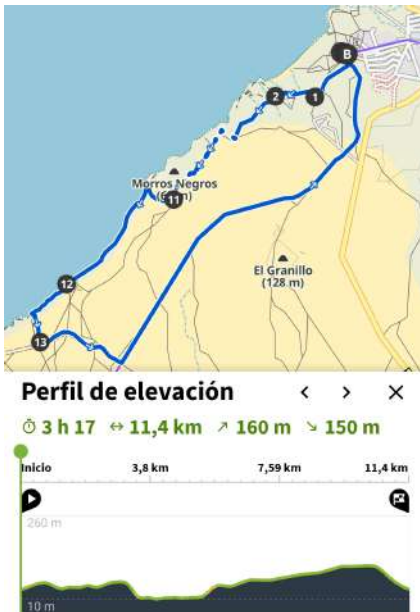 B
2
1
Morros Negros
11
El Granillo
(128 m)
12
13
Perfil de elevación
3 h 17 11,4 km 160 m 150 m
Inicio 3,8 km 7,59 km 11,4 km
260 m
10 m